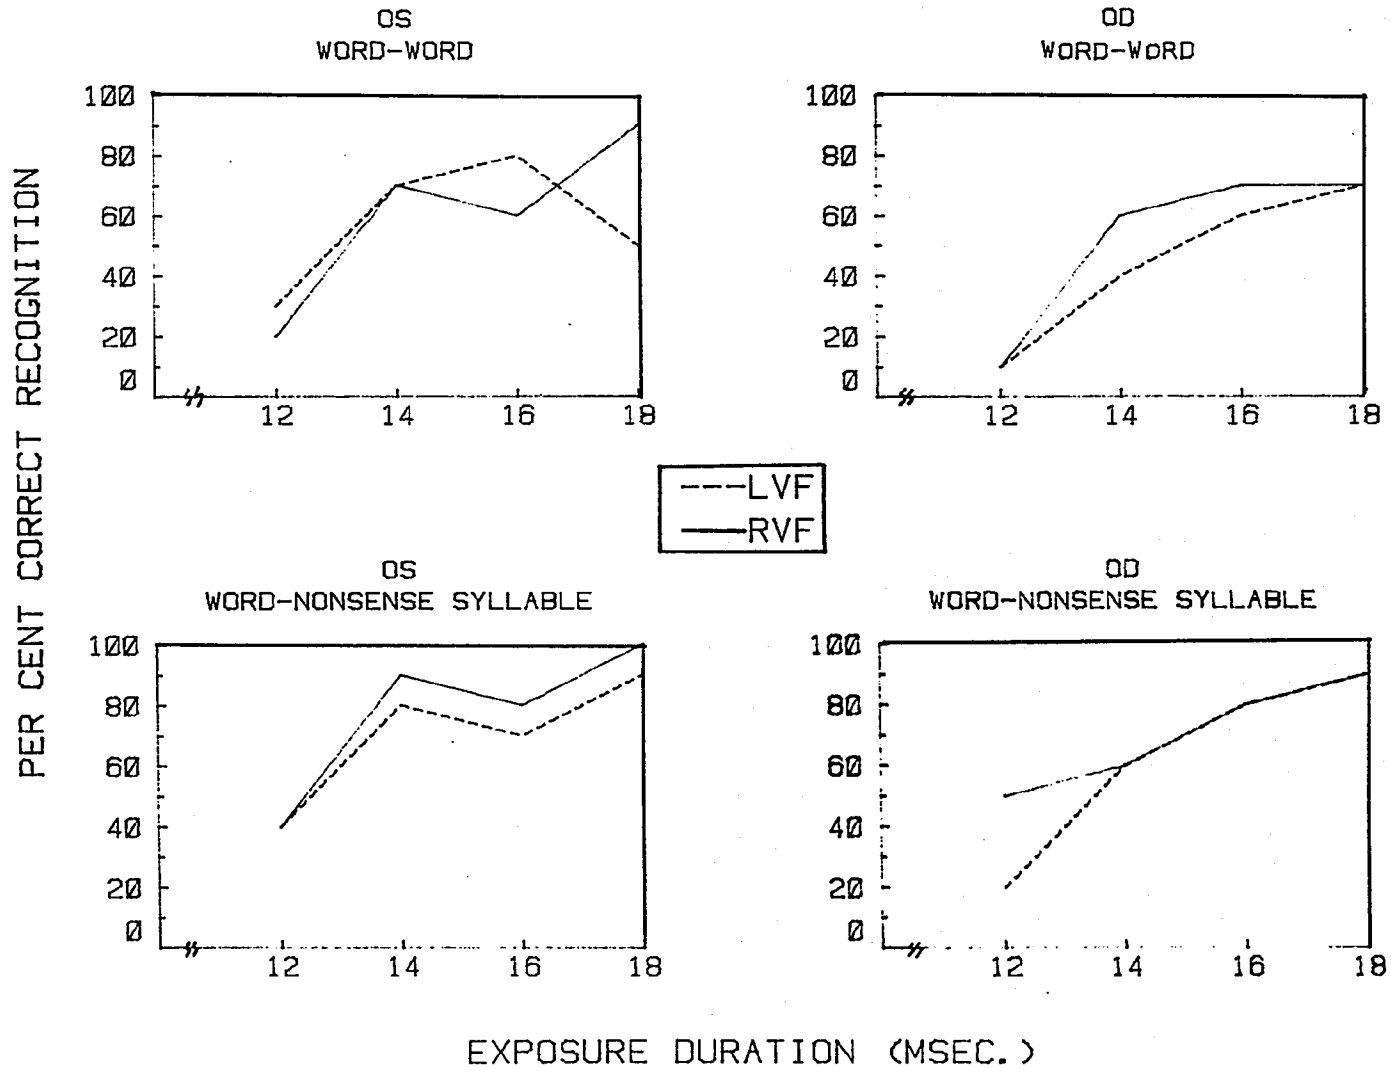 OS
WORD-WORD
100
80
60
40
20
0
12 14 16 18
OD
WORD-WORD
100
80
60
40
20
0
12 14 16 18
PER CENT CORRECT RECOGNITION
LVF
RVF
OS
WORD-NONSENSE SYLLABLE
100
80
60
40
20
0
12 14 16 18
OD
WORD-NONSENSE SYLLABLE
100
80
60
40
20
0
12 14 16 18
EXPOSURE DURATION (MSEC.)